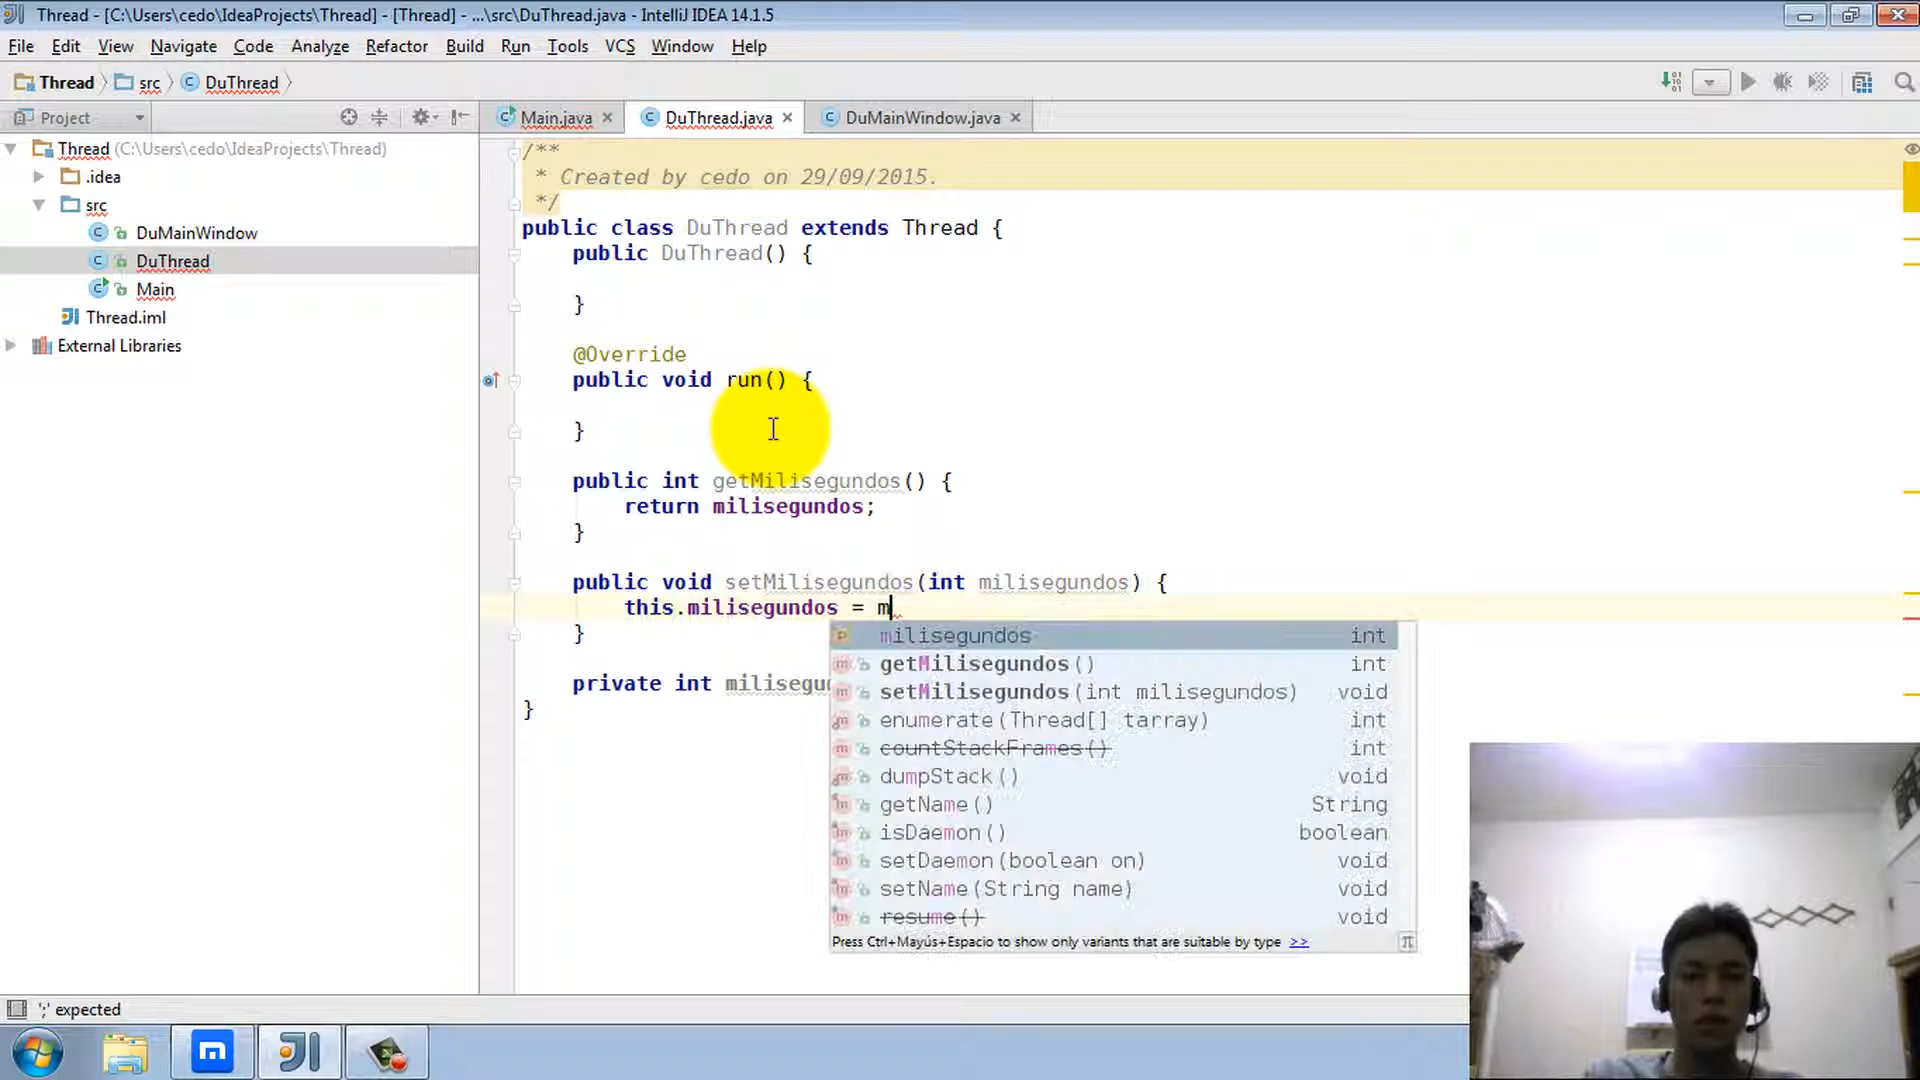 Thread - [C:\Users\cedo\IdeaProjects\Thread] - [Thread] - ...\src\DuThread.java - IntelliJ IDEA 14.1.5
File Edit View Navigate Code Analyze Refactor Build Run Tools VCS Window Help
Thread src DuThread
Project
Main.java DuThread.java DuMainWindow.java
Thread (C:\Users\cedo\IdeaProjects\Thread)
.idea
src
DuMainWindow
DuThread
Main
Thread.iml
External Libraries
/**
* Created by cedo on 29/09/2015.
*/
public class DuThread extends Thread {
public DuThread() {
}
@Override
public void run() {
}
public int getMilisegundos() {
return milisegundos;
}
public void setMilisegundos(int milisegundos) {
this.milisegundos = m
}
private int milisegu
}
milisegundos int
getMilisegundos() int
setMilisegundos(int milisegundos) void
enumerate(Thread[] tarray) int
countStackFrames() int
dumpStack() void
getName() String
isDaemon() boolean
setDaemon(boolean on) void
setName(String name) void
resume() void
Press Ctrl+Mayús+Espacio to show only variants that are suitable by type >>
';' expected